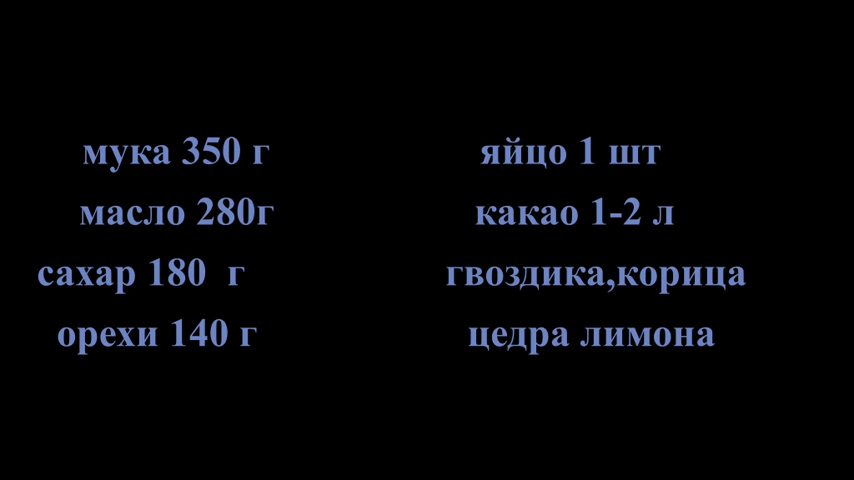 мука 350 г
масло 280г
сахар 180  г
орехи 140 г
яйцо 1 шт
какао 1-2 л
гвоздика,корица
цедра лимона